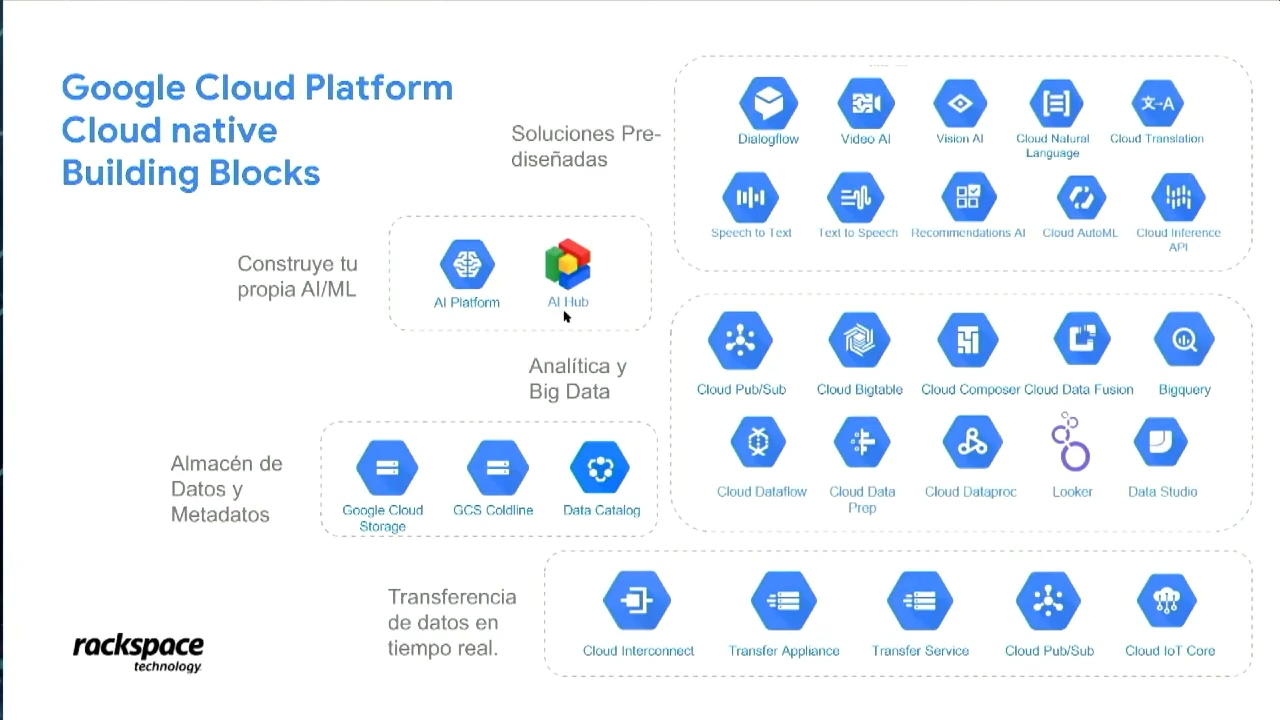 Google Cloud Platform
Cloud native
Building Blocks
Soluciones Pre-
diseñadas
Dialogflow
Video AI
Vision AI
Cloud Natural
Language
Cloud Translation
文→A
Speech to Text
Text to Speech
Recommendations AI
Cloud AutoML
Cloud Inference
API
Construye tu
propia AI/ML
AI Platform
AI Hub
Analítica y
Big Data
Cloud Pub/Sub
Cloud Bigtable
Cloud Composer
Cloud Data Fusion
Bigquery
Cloud Dataflow
Cloud Data
Prep
Cloud Dataproc
Looker
Data Studio
Almacén de
Datos y
Metadatos
Google Cloud
Storage
GCS Coldline
Data Catalog
Transferencia
de datos en
tiempo real.
Cloud Interconnect
Transfer Appliance
Transfer Service
Cloud Pub/Sub
Cloud IoT Core
rackspace
technology